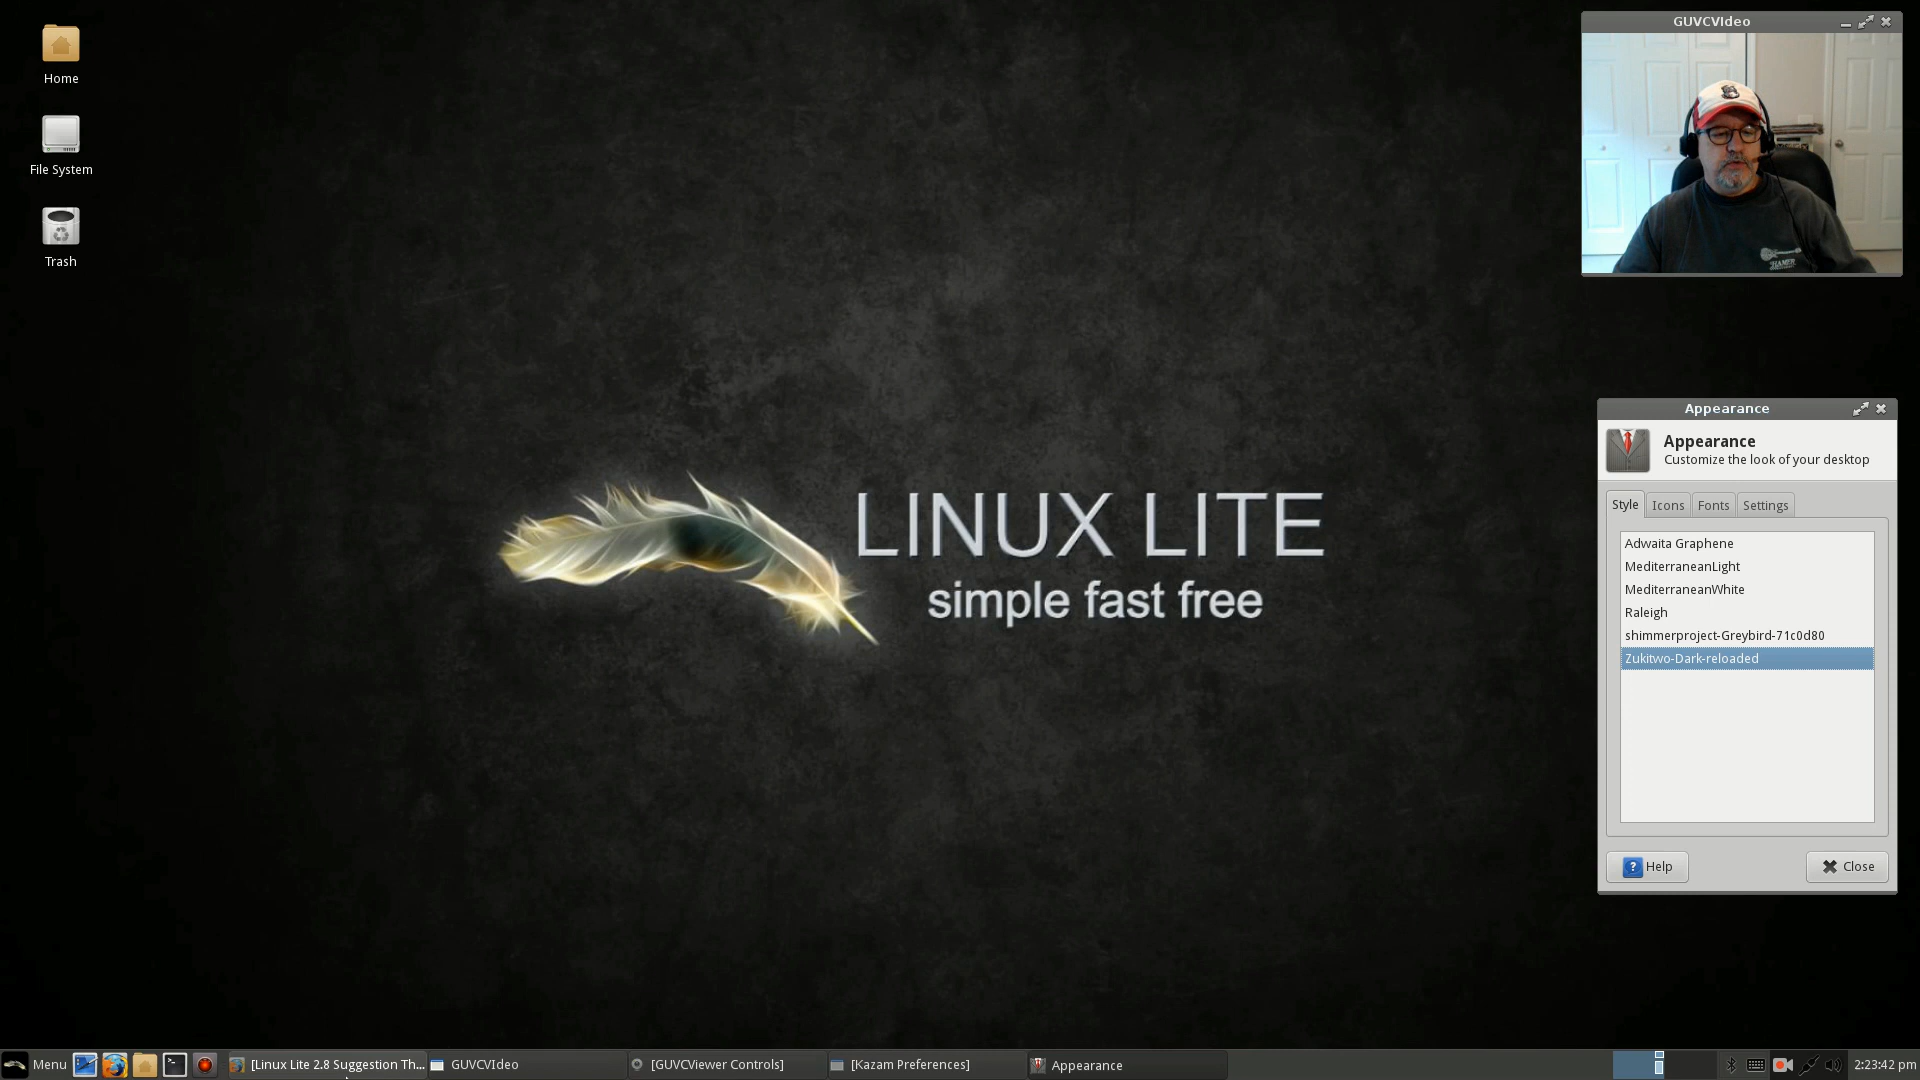 Home
File System
Trash
GUVCVIdeo
HAMER
LINUX LITE
simple fast free
Appearance
Appearance
Customize the look of your desktop
Style Icons Fonts Settings
Adwaita Graphene
MediterraneanLight
MediterraneanWhite
Raleigh
shimmerproject-Greybird-71c0d80
Zukitwo-Dark-reloaded
Help Close
Menu [Linux Lite 2.8 Suggestion Th... GUVCVIdeo [GUVCViewer Controls] [Kazam Preferences] Appearance 2:23:42 pm